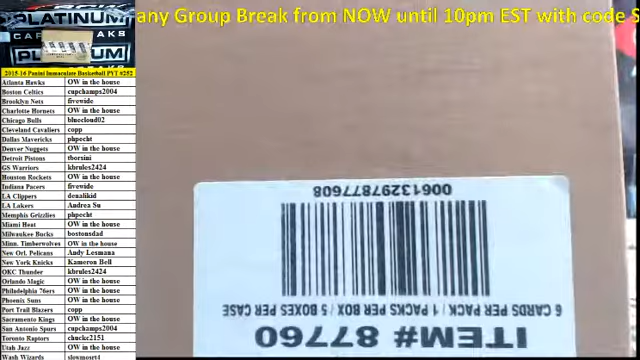 any Group Break from NOW until 10pm EST with code S
PLATINUM
2015-16 Panini Immaculate Basketball PYT #252
Atlanta Hawks OW in the house
Boston Celtics cupchamps2004
Brooklyn Nets fivewide
Charlotte Hornets OW in the house
Chicago Bulls bluecloud02
Cleveland Cavaliers copp
Dallas Mavericks phpecht
Denver Nuggets OW in the house
Detroit Pistons tborsini
GS Warriors kbrules2424
Houston Rockets OW in the house
Indiana Pacers fivewide
LA Clippers denalikid
LA Lakers Andrea Su
Memphis Grizzlies phpecht
Miami Heat OW in the house
Milwaukee Bucks bostonsdad
Minn. Timberwolves OW in the house
New Orl. Pelicans Andy Lesmana
New York Knicks Kameron Bell
OKC Thunder kbrules2424
Orlando Magic OW in the house
Philadelphia 76ers OW in the house
Phoenix Suns OW in the house
Port Trail Blazers copp
Sacramento Kings OW in the house
San Antonio Spurs cupchamps2004
Toronto Raptors chuckc2151
Utah Jazz OW in the house
Wash Wizards slowmosrt4
ITEM# 87760
6 CARDS PER PACK / 1 PACKS PER BOX / 5 BOXES PER CASE
00613297877608